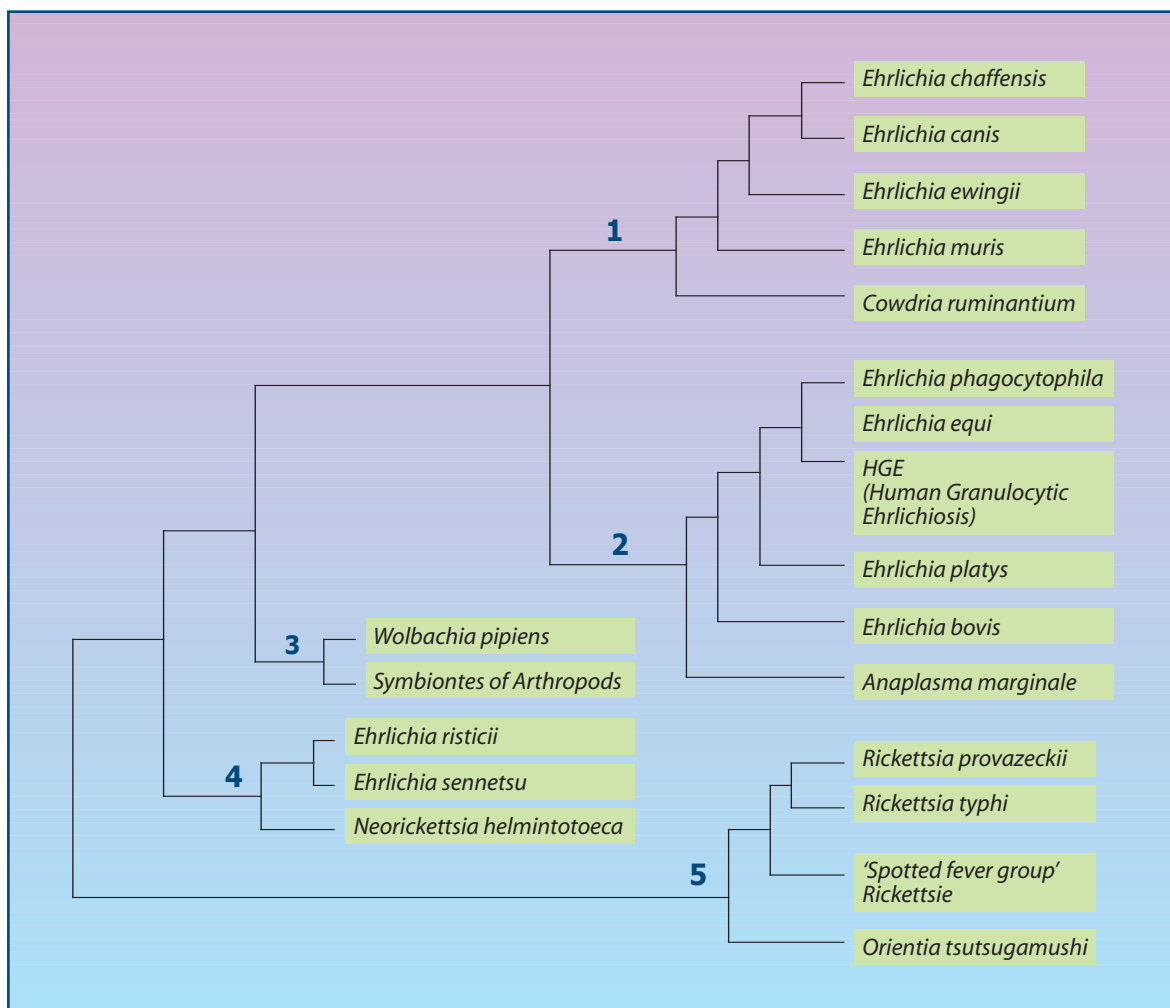 Ehrlichia chaffensis
Ehrlichia canis
Ehrlichia ewingii
1
Ehrlichia muris
Cowdria ruminantium
Ehrlichia phagocytophila
Ehrlichia equi
HGE
(Human Granulocytic
Ehrlichiosis)
2
Ehrlichia platys
Ehrlichia bovis
Anaplasma marginale
3
Wolbachia pipiens
Symbiontes of Arthropods
4
Ehrlichia risticii
Ehrlichia sennetsu
Neorickettsia helmintotoeca
5
Rickettsia provazeckii
Rickettsia typhi
‘Spotted fever group’
Rickettsie
Orientia tsutsugamushi